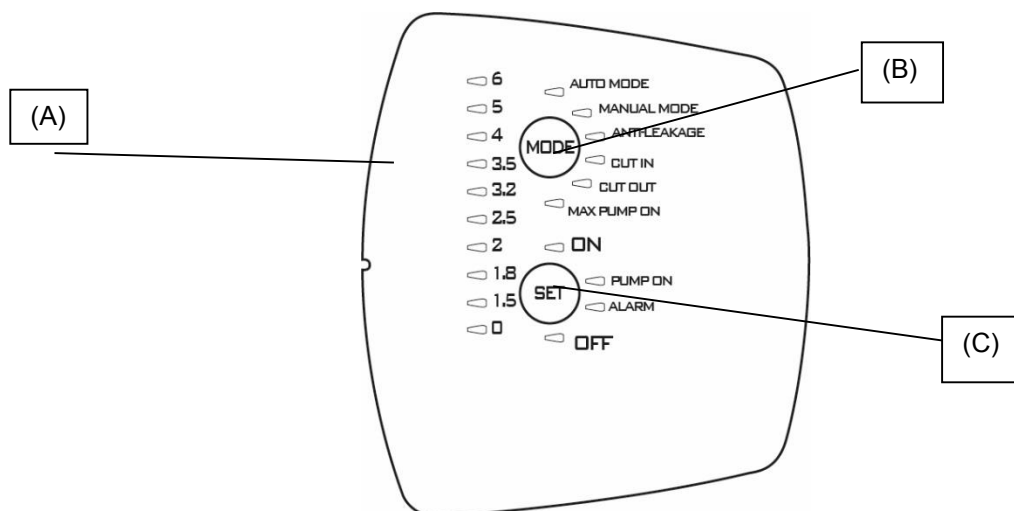 (A)
(B)
(C)
6
5
4
3.5
3.2
2.5
2
1.8
1.5
0
AUTO MODE
MANUAL MODE
ANTI-LEAKAGE
MODE
CUT IN
CUT OUT
MAX PUMP ON
ON
PUMP ON
SET
ALARM
OFF